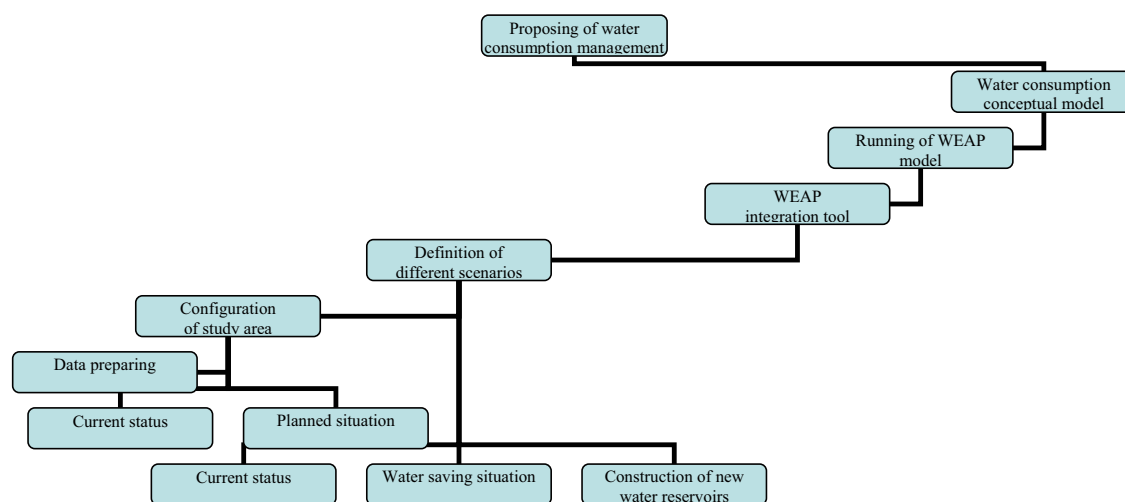 Proposing of water
consumption management
Water consumption
conceptual model
Running of WEAP
model
WEAP
integration tool
Definition of
different scenarios
Configuration
of study area
Data preparing
Current status
Planned situation
Current status
Water saving situation
Construction of new
water reservoirs